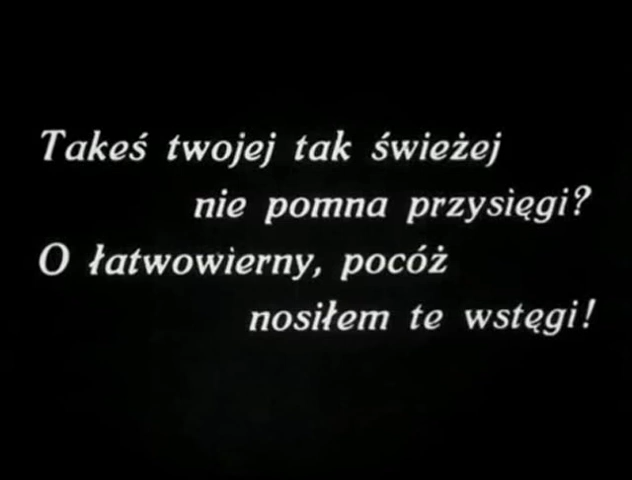 Takeś twojej tak świeżej
nie pomna przysięgi?
O łatwowierny, pocóż
nosiłem te wstęgi!